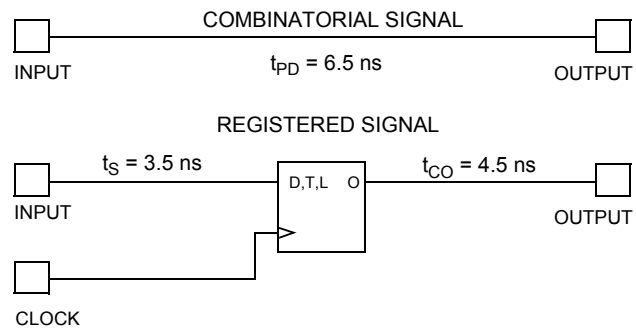 COMBINATORIAL SIGNAL
INPUT
tPD = 6.5 ns
OUTPUT
REGISTERED SIGNAL
tS = 3.5 ns
tCO = 4.5 ns
D,T,L O
INPUT
OUTPUT
CLOCK